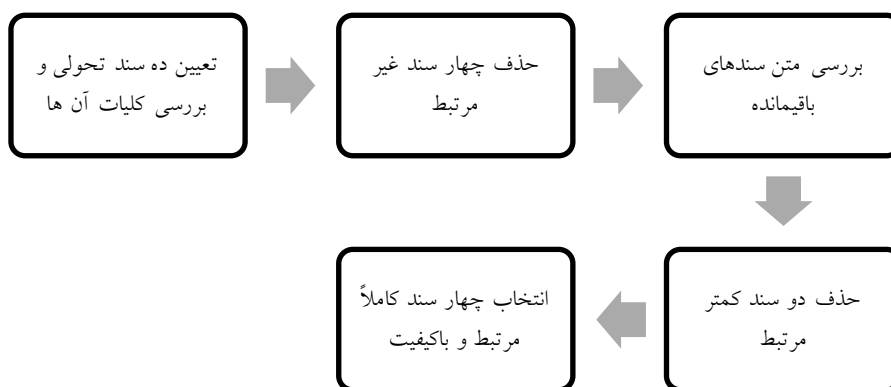 تعیین ده سند تحولی و
بررسی کلیات آن ها
حذف چهار سند غیر
مرتبط
بررسی متن سندهای
باقیمانده
حذف دو سند کمتر
مرتبط
انتخاب چهار سند کاملاً
مرتبط و باکیفیت